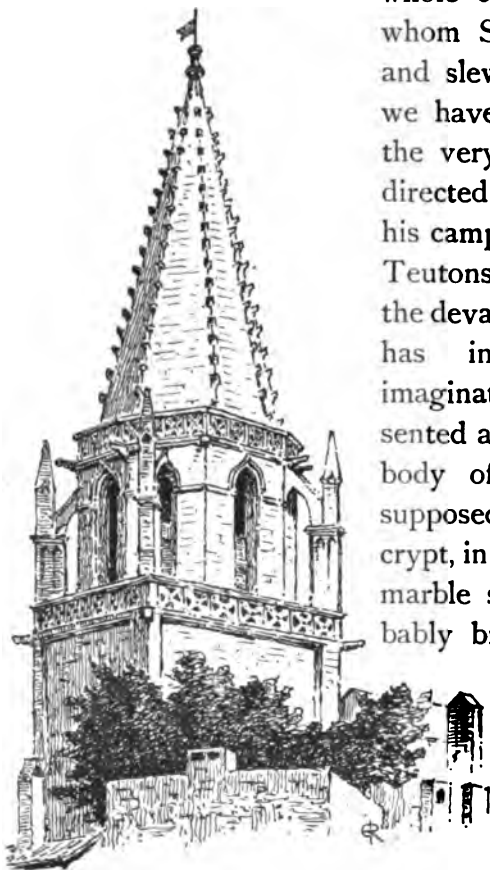 whole
whom S
and slew
we have
the very
directed
his camp
Teutons
the deva
has in
imaginat
sented a
body of
supposed
crypt, in
marble s
bably b